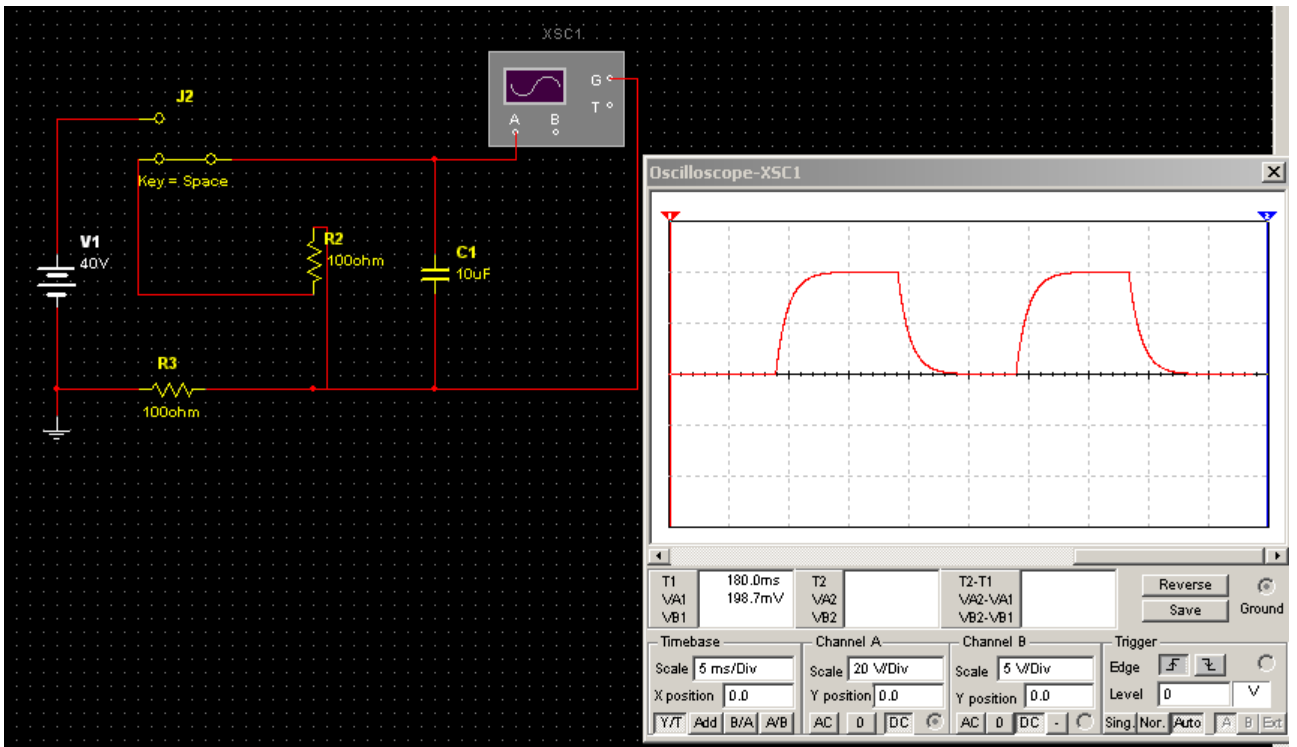 XSC1
G
T
A B
J2
Key = Space
V1
40V
R2
100ohm
C1
10uF
R3
100ohm
Oscilloscope-XSC1
1 2
T1 180.0ms T2 T2-T1
VA1 198.7mV VA2 VA2-VA1
VB1 VB2 VB2-VB1
Reverse
Save
Ground
Timebase Channel A Channel B Trigger
Scale 5 ms/Div Scale 20 V/Div Scale 5 V/Div Edge
X position 0.0 Y position 0.0 Y position 0.0 Level 0 V
Y/T Add B/A A/B AC 0 DC AC 0 DC - Sing. Nor. Auto A B Ext